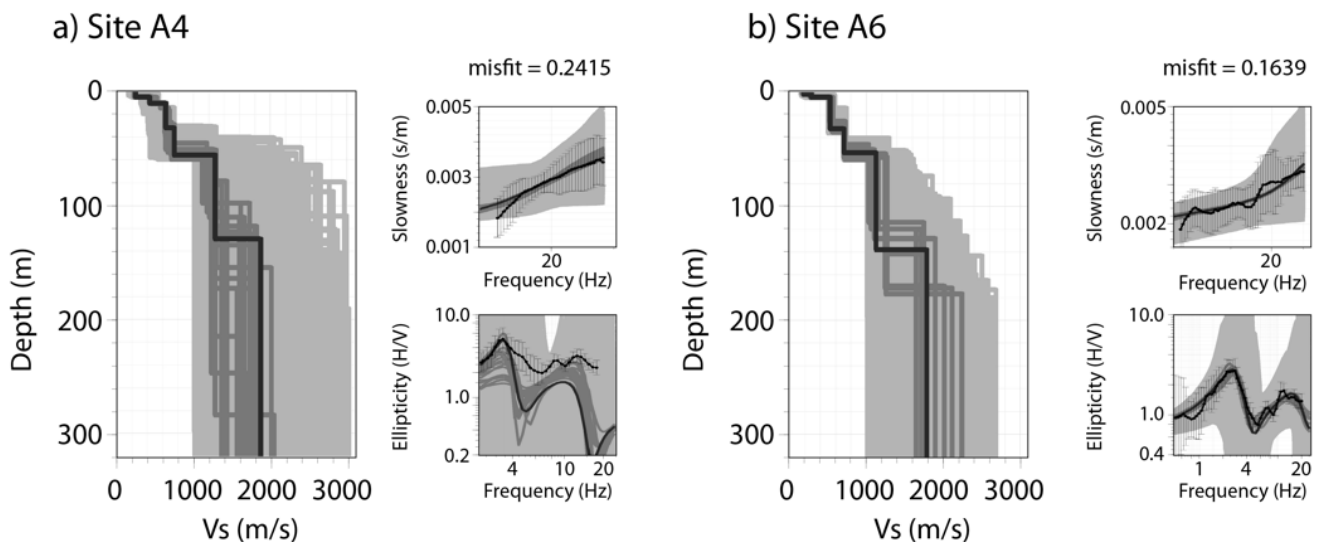 a) Site A4
misfit = 0.2415
0
100
200
300
Depth (m)
0 1000 2000 3000
Vs (m/s)
0.005
0.003
0.001
Slowness (s/m)
20
Frequency (Hz)
10.0
1.0
0.2
Ellipticity (H/V)
4 10 20
Frequency (Hz)
b) Site A6
misfit = 0.1639
0
100
200
300
Depth (m)
0 1000 2000 3000
Vs (m/s)
0.005
0.002
Slowness (s/m)
20
Frequency (Hz)
10.0
1.0
0.4
Ellipticity (H/V)
1 4 20
Frequency (Hz)